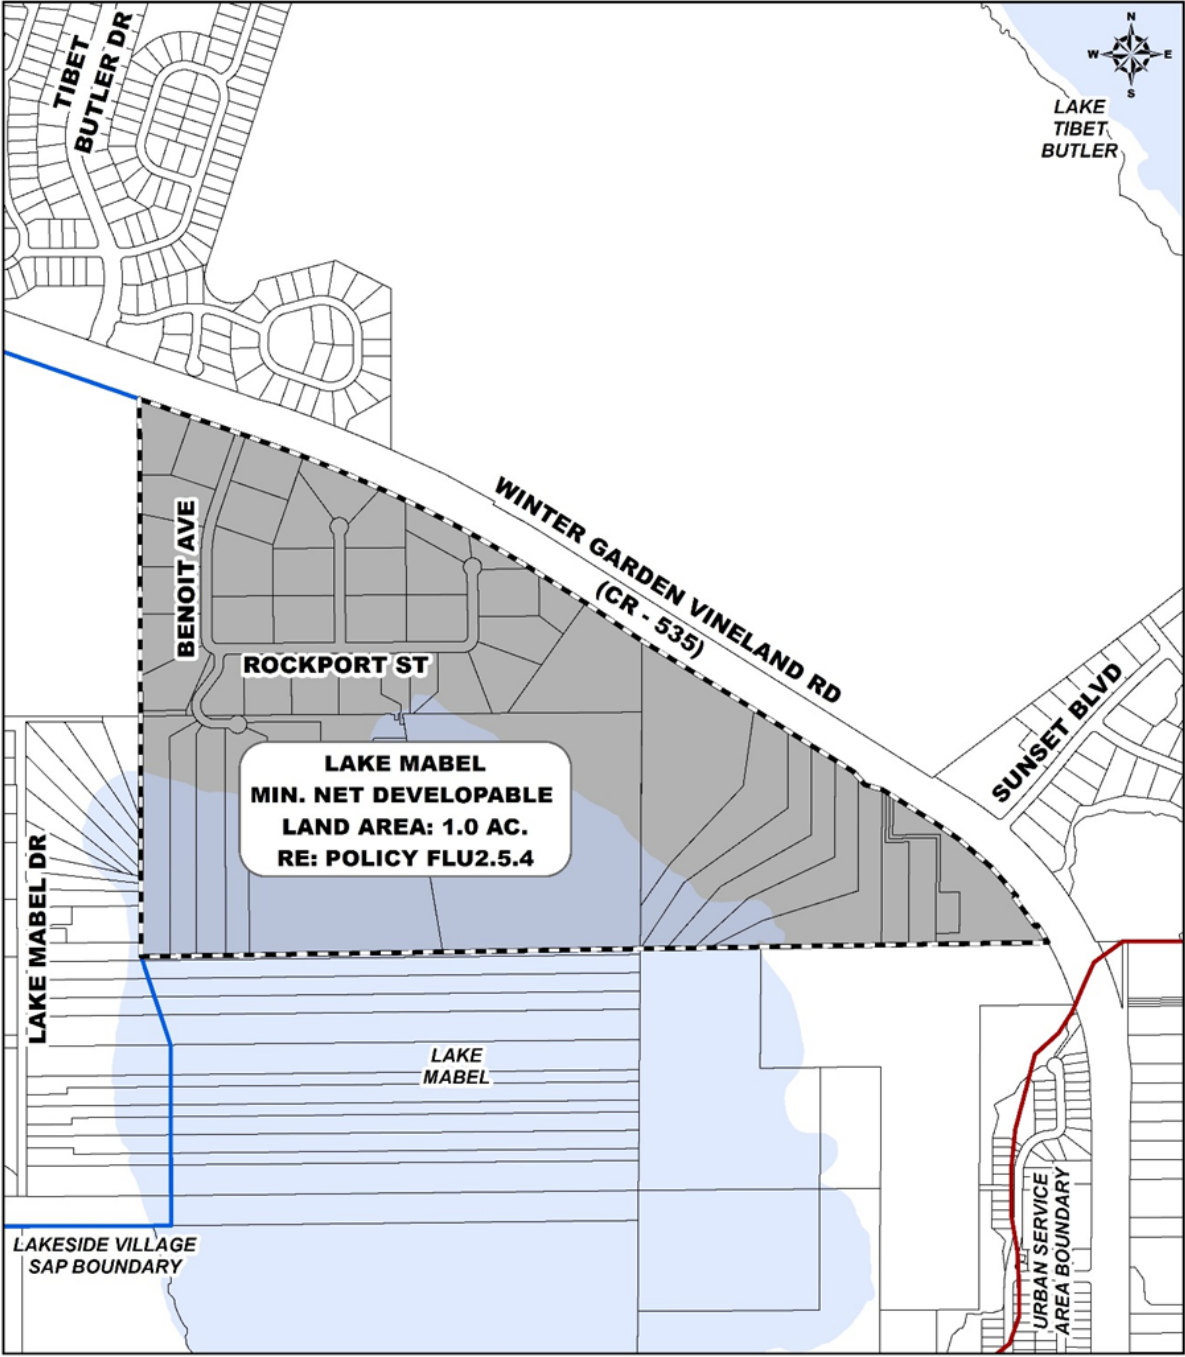 N
W
E
S
TIBET
BUTLER DR
LAKE
TIBET
BUTLER
WINTER GARDEN VINELAND RD
(CR - 535)
BENOIT AVE
ROCKPORT ST
SUNSET BLVD
LAKE MABEL
MIN. NET DEVELOPABLE
LAND AREA: 1.0 AC.
RE: POLICY FLU2.5.4
LAKE MABEL DR
LAKE
MABEL
LAKESIDE VILLAGE
SAP BOUNDARY
URBAN SERVICE
AREA BOUNDARY